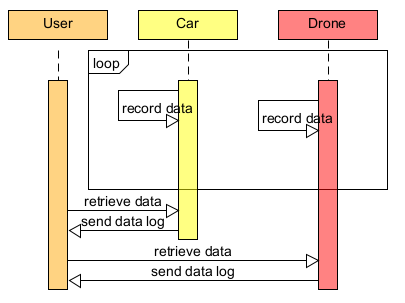 User
Car
Drone
loop
record data
record data
retrieve data
send data log
retrieve data
send data log